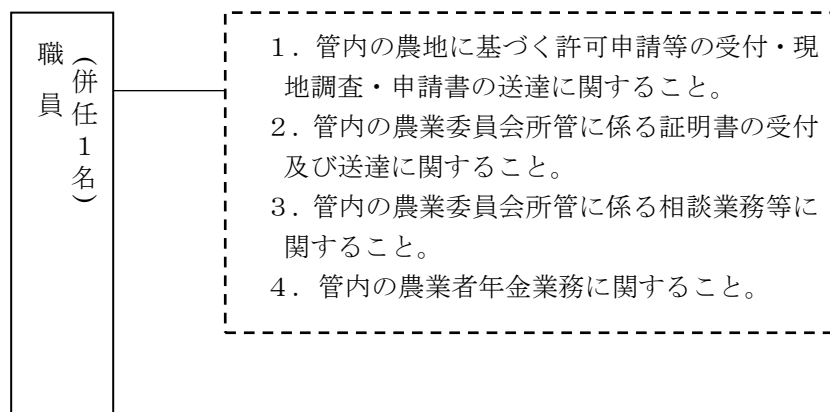 職員
(併任１名)
１．管内の農地に基づく許可申請等の受付・現
地調査・申請書の送達に関すること。
２．管内の農業委員会所管に係る証明書の受付
及び送達に関すること。
３．管内の農業委員会所管に係る相談業務等に
関すること。
４．管内の農業者年金業務に関すること。